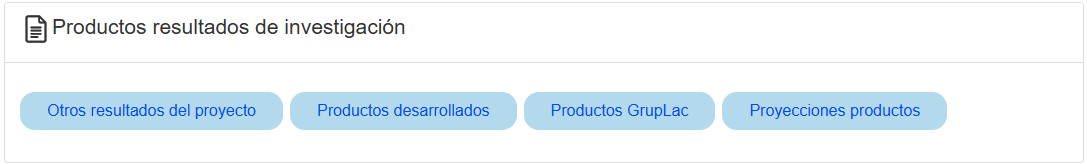 Productos resultados de investigación
Otros resultados del proyecto Productos desarrollados Productos GrupLac Proyecciones productos